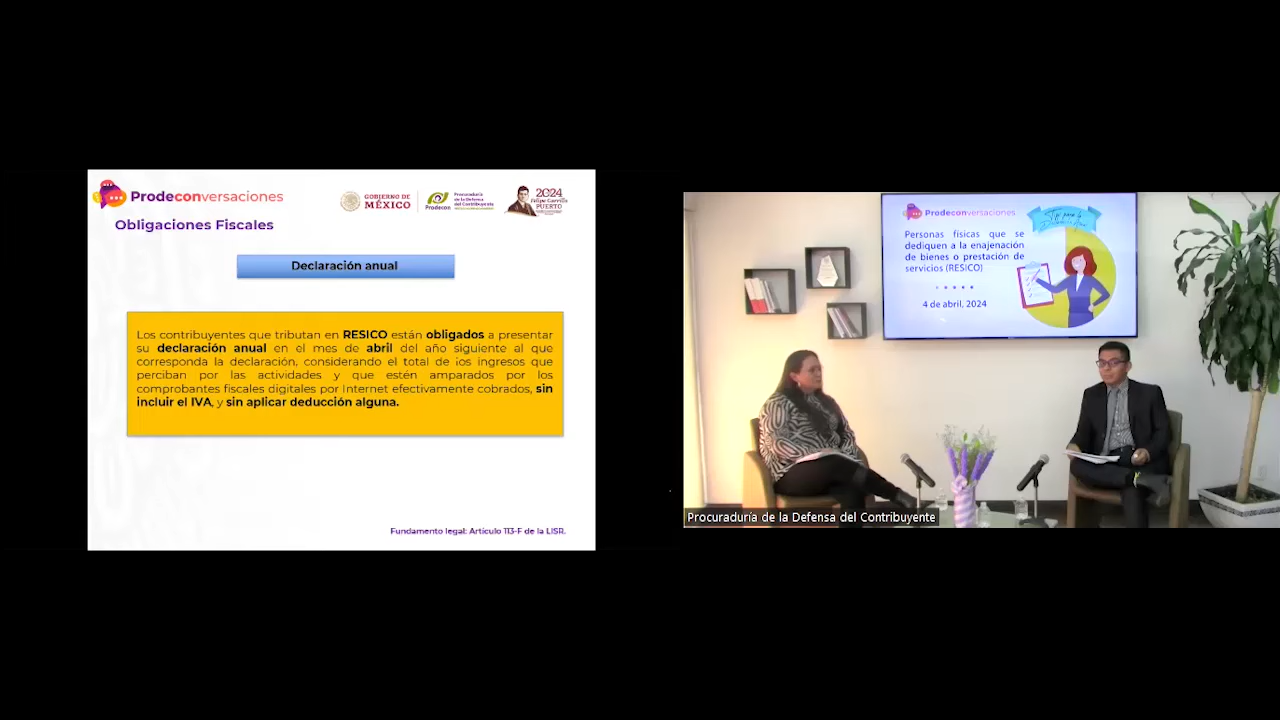 Prodeconversaciones
GOBIERNO DE
MÉXICO
Prodecon
Procuraduría
de la Defensa
del Contribuyente
2024
Felipe Carrillo
PUERTO
Obligaciones Fiscales
Declaración anual
Los contribuyentes que tributan en RESICO están obligados a presentar
su declaración anual en el mes de abril del año siguiente al que
corresponda la declaración, considerando el total de los ingresos que
perciban por las actividades y que estén amparados por los
comprobantes fiscales digitales por Internet efectivamente cobrados, sin
incluir el IVA, y sin aplicar deducción alguna.
Fundamento legal: Artículo 113-F de la LISR.
Prodeconversaciones
Personas físicas que se
dediquen a la enajenación
de bienes o prestación de
servicios (RESICO)
4 de abril, 2024
Procuraduría de la Defensa del Contribuyente